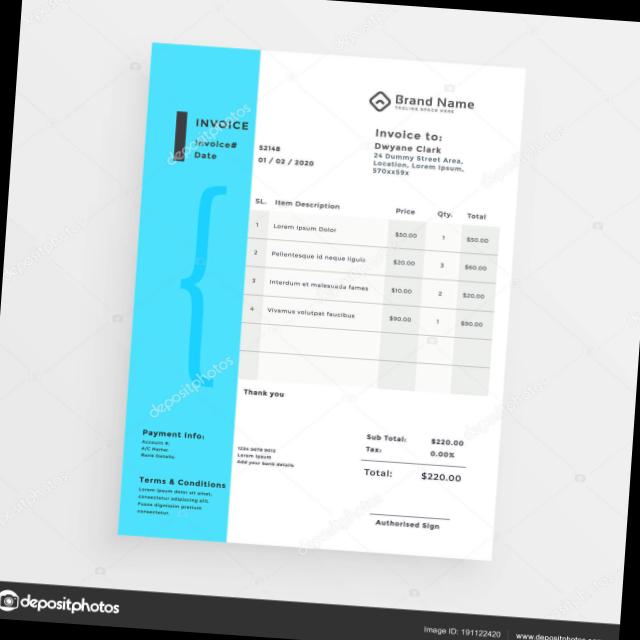 Brand Name
TAGLINE SPACE HERE
INVOICE
Invoice# 52148
Date 01 / 02 / 2020
Invoice to:
Dwyane Clark
24 Dummy Street Area,
Location, Lorem Ipsum,
570xx59x
SL. Item Description Price Qty. Total
1 Lorem Ipsum Dolor $50.00 1 $50.00
2 Pellentesque id neque ligula $20.00 3 $60.00
3 Interdum et malesuada fames $10.00 2 $20.00
4 Vivamus volutpat faucibus $90.00 1 $90.00
Thank you
Sub Total: $220.00
Tax: 0.00%
Total: $220.00
Payment Info:
Account #: 1234 5678 9012
A/C Name: Lorem Ipsum
Bank Details: Add your bank details
Terms & Conditions
Lorem ipsum dolor sit amet,
consectetur adipiscing elit.
Fusce dignissim pretium
consectetur.
Authorised Sign
depositphotos
depositphotos
depositphotos
depositphotos
Image ID: 191122420 www.depositphotos.com